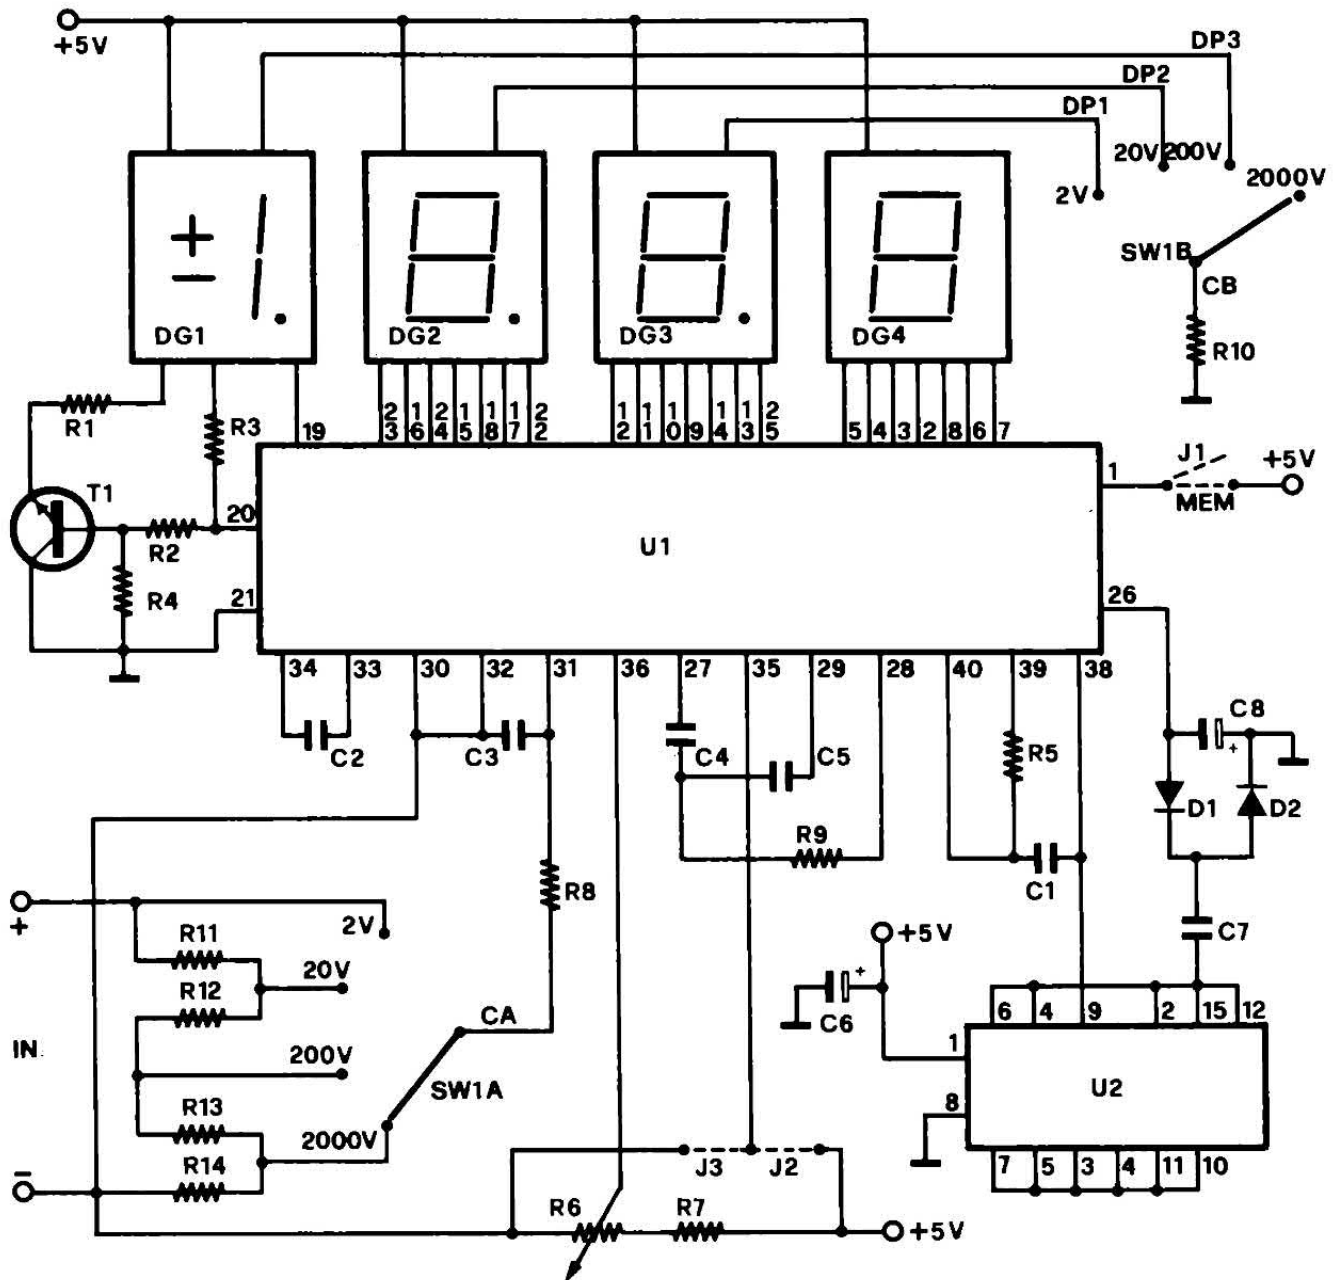 +5V
DP3
DP2
DP1
20V 200V
2000V
2V
SW1B
CB
R10
DG1
DG2
DG3
DG4
R1
R3
19
23 16 24 15 18 17 22
12 11 10 9 14 13 25
5 4 3 2 8 6 7
T1
20
R2
R4
21
U1
1
J1
+5V
MEM
26
34 33 30 32 31 36 27 35 29 28 40 39 38
C2
C3
C4
C5
R5
C8
+
D1
D2
R9
C1
R8
C7
+
2V
R11
20V
R12
CA
IN
200V
SW1A
R13
2000V
R14
–
+5V
+
C6
6 4 9 2 15 12
1
U2
8
7 5 3 4 11 10
J3
J2
R6
R7
+5V